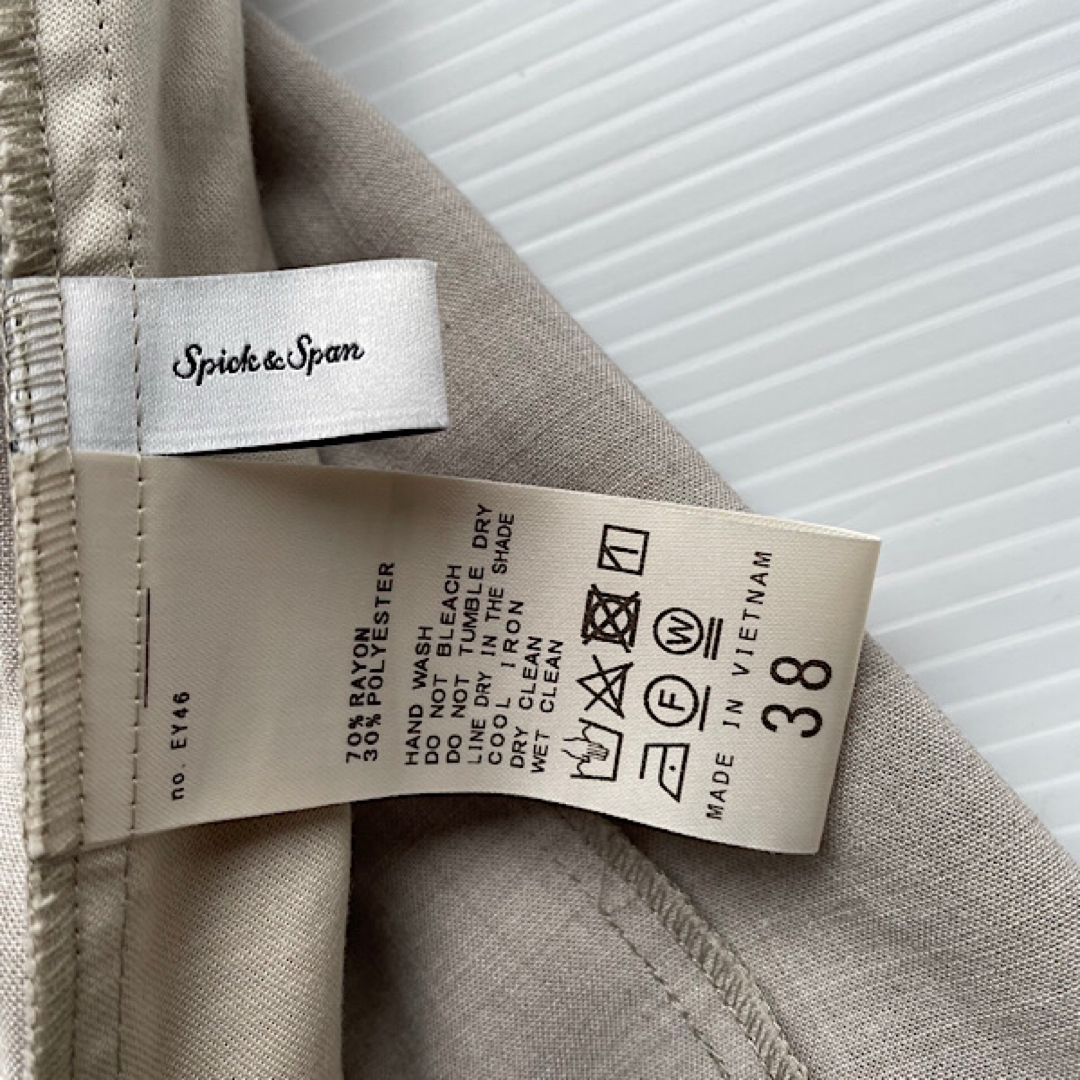 Spick & Span
no. EY46
70% RAYON
30% POLYESTER
HAND WASH
DO NOT BLEACH
DO NOT TUMBLE DRY
LINE DRY IN THE SHADE
COOL IRON
DRY CLEAN
WET CLEAN
F
W
MADE IN VIETNAM
38